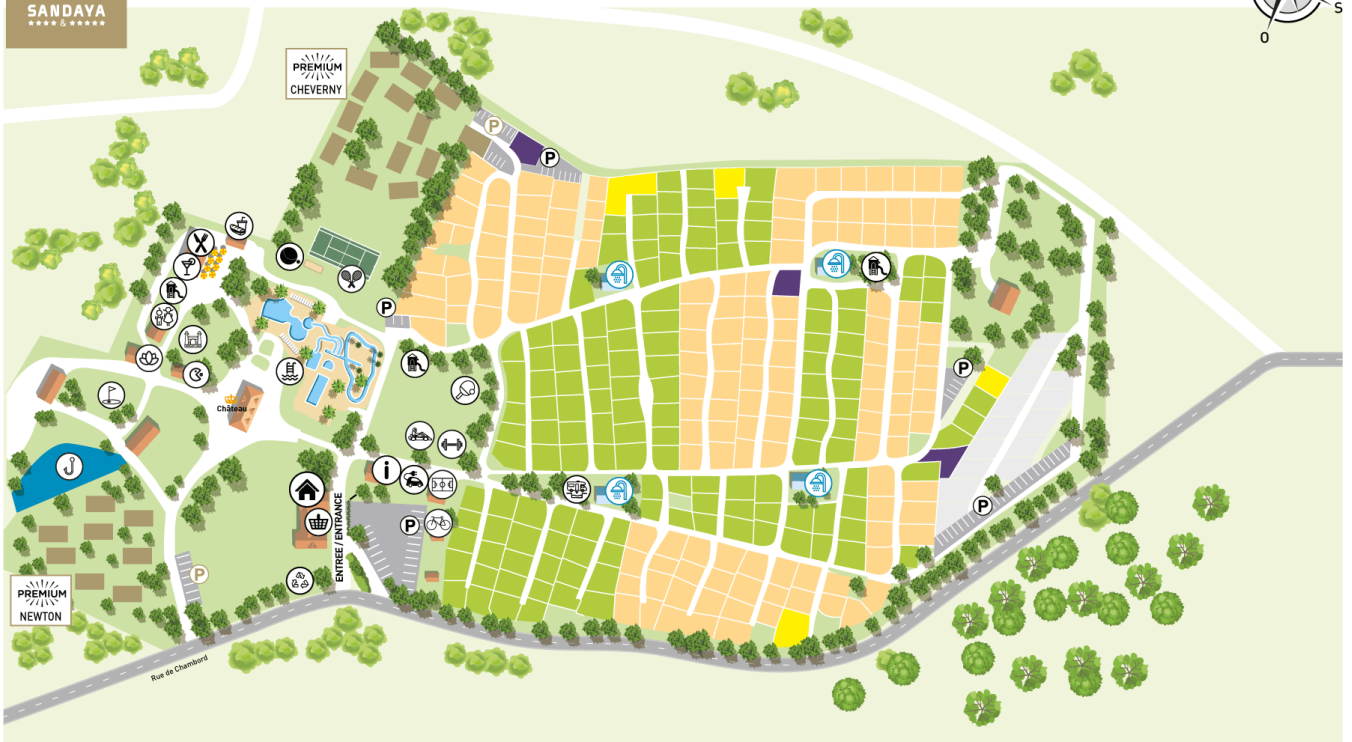 SANDAYA
**** & *****
S
O
PREMIUM
CHEVERNY
P
P
P
Château
P
i
P
ENTREE / ENTRANCE
P
P
PREMIUM
NEWTON
Rue de Chambord